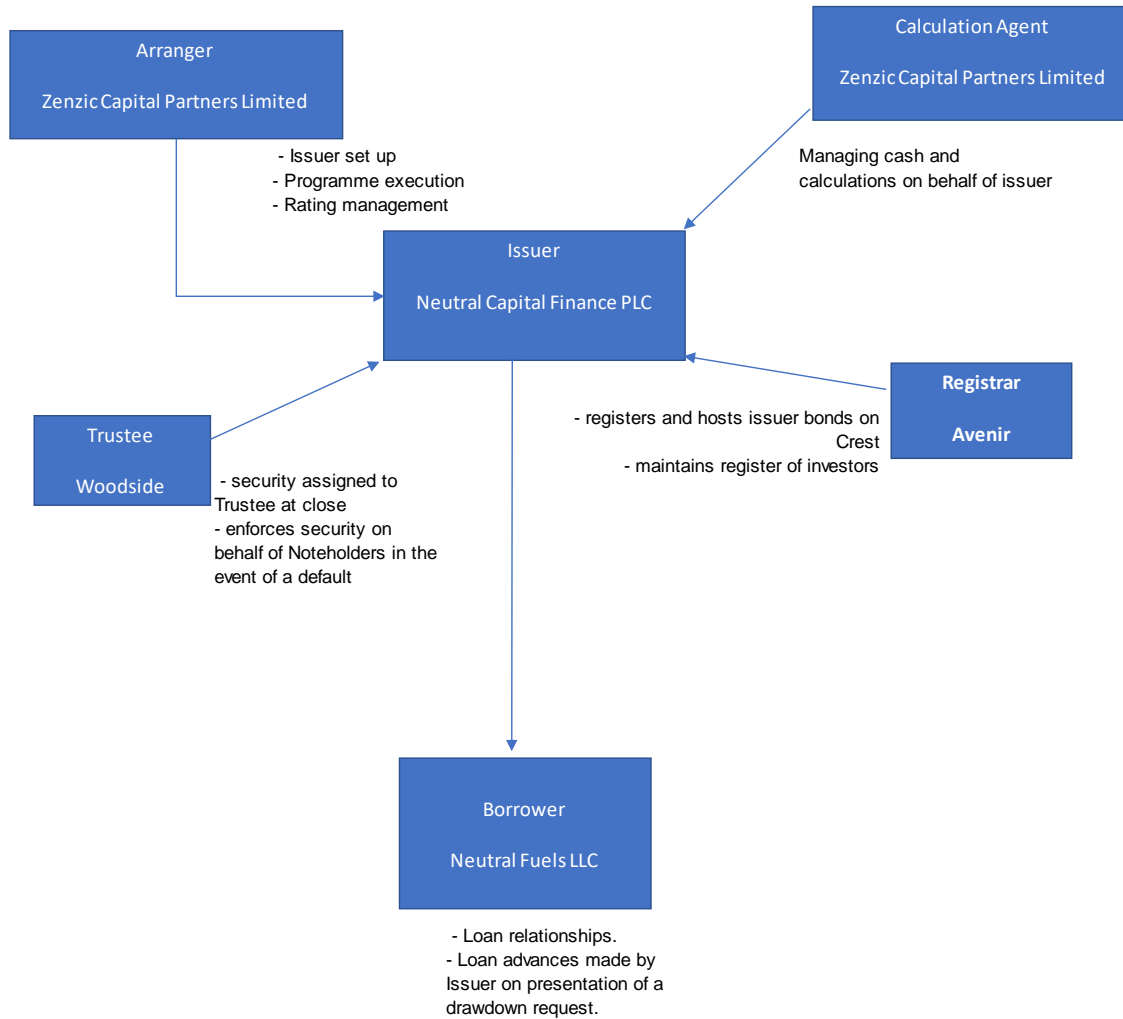 Arranger
Zenzic Capital Partners Limited
Calculation Agent
Zenzic Capital Partners Limited
- Issuer set up
- Programme execution
- Rating management
Managing cash and
calculations on behalf of issuer
Issuer
Neutral Capital Finance PLC
Registrar
Avenir
- registers and hosts issuer bonds on
Crest
- maintains register of investors
Trustee
Woodside
- security assigned to
Trustee at close
- enforces security on
behalf of Noteholders in the
event of a default
Borrower
Neutral Fuels LLC
- Loan relationships.
- Loan advances made by
Issuer on presentation of a
drawdown request.